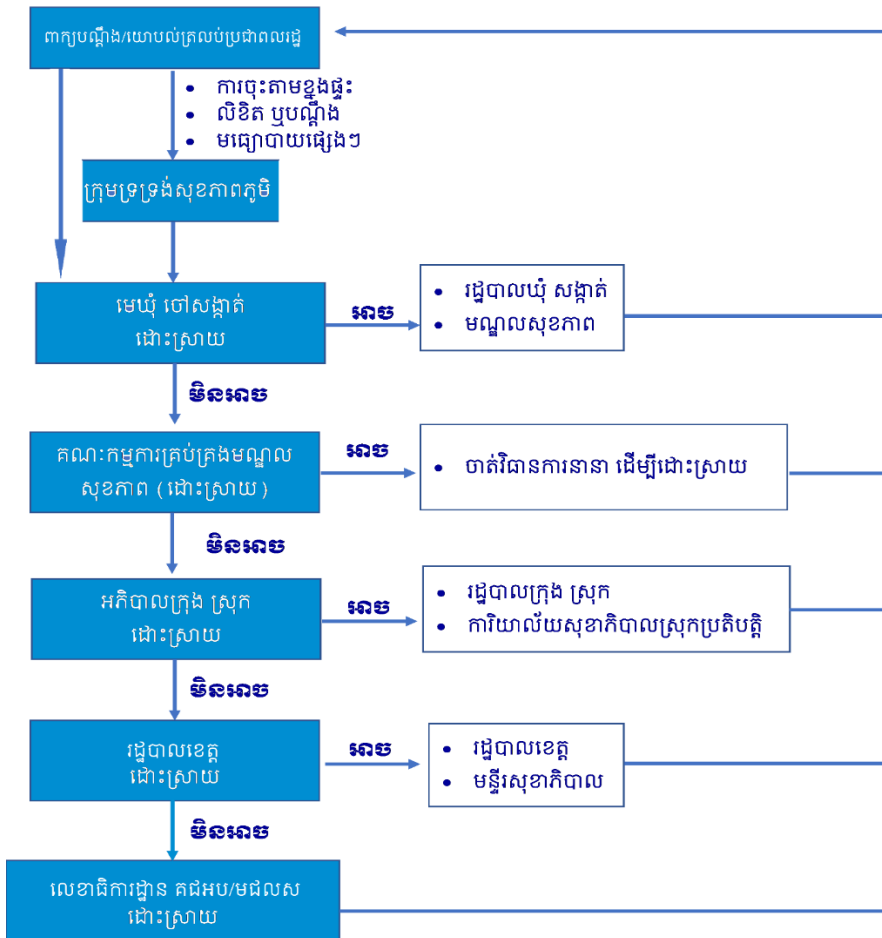 ពាក្យបណ្តឹង/យោបល់ត្រលប់ប្រជាពលរដ្ឋ
• ការចុះតាមខ្នងផ្ទះ
• លិខិត ឬបណ្តឹង
• មធ្យោបាយផ្សេងៗ
ក្រុមទ្រទ្រង់សុខភាពភូមិ
មេឃុំ ចៅសង្កាត់
ដោះស្រាយ
អាច
• រដ្ឋបាលឃុំ សង្កាត់
• មណ្ឌលសុខភាព
មិនអាច
គណៈកម្មការគ្រប់គ្រងមណ្ឌល
សុខភាព (ដោះស្រាយ)
អាច
• ចាត់វិធានការនានា ដើម្បីដោះស្រាយ
មិនអាច
អភិបាលក្រុង ស្រុក
ដោះស្រាយ
អាច
• រដ្ឋបាលក្រុង ស្រុក
• ការិយាល័យសុខាភិបាលស្រុកប្រតិបត្តិ
មិនអាច
រដ្ឋបាលខេត្ត
ដោះស្រាយ
អាច
• រដ្ឋបាលខេត្ត
• មន្ទីរសុខាភិបាល
មិនអាច
លេខាធិការដ្ឋាន គជអប/មជលស
ដោះស្រាយ